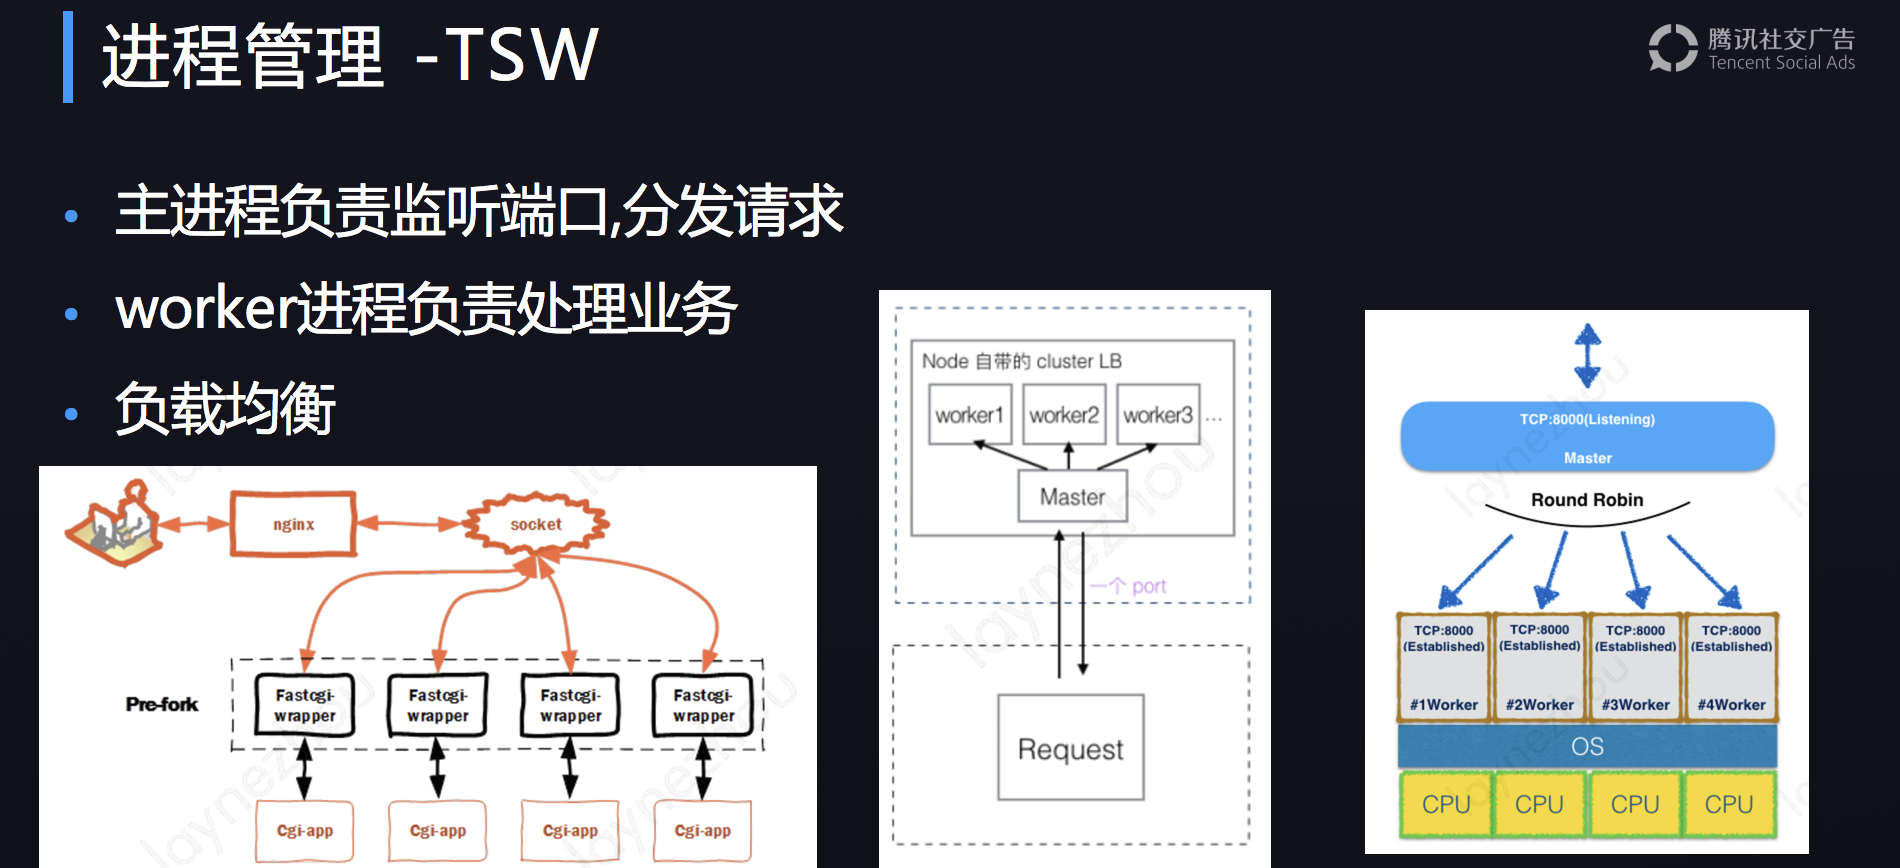 进程管理 -TSW
腾讯社交广告
Tencent Social Ads
主进程负责监听端口,分发请求
worker进程负责处理业务
负载均衡
nginx
socket
Pre-fork
Fastcgi-wrapper
Fastcgi-wrapper
Fastcgi-wrapper
Fastcgi-wrapper
Cgi-app
Cgi-app
Cgi-app
Cgi-app
Node 自带的 cluster LB
worker1 worker2 worker3 ...
Master
一个 port
Request
TCP:8000(Listening)
Master
Round Robin
TCP:8000 TCP:8000 TCP:8000 TCP:8000
(Established) (Established) (Established) (Established)
#1Worker #2Worker #3Worker #4Worker
OS
CPU CPU CPU CPU
laynezhou